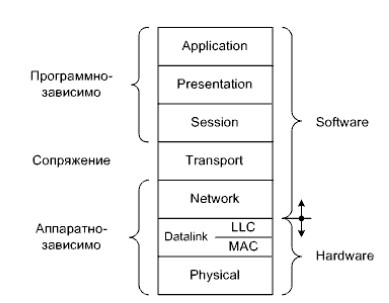 Application
Программно-
зависимо
Presentation
Session
Software
Сопряжение
Transport
Network
Аппаратно-
зависимо
Datalink
LLC
MAC
Hardware
Physical